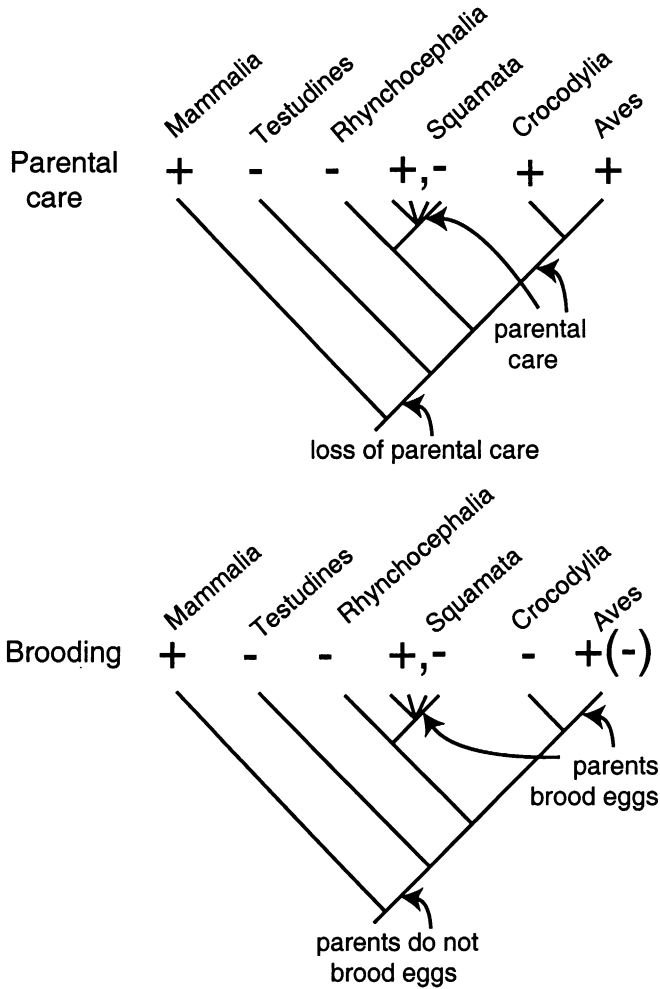 Mammalia
Testudines
Rhynchocephalia
Squamata
Crocodylia
Aves
Parental
care
+ - - +,- + +
parental
care
loss of parental care
Mammalia
Testudines
Rhynchocephalia
Squamata
Crocodylia
Aves
Brooding + - - +,- - +(-)
parents
brood eggs
parents do not
brood eggs